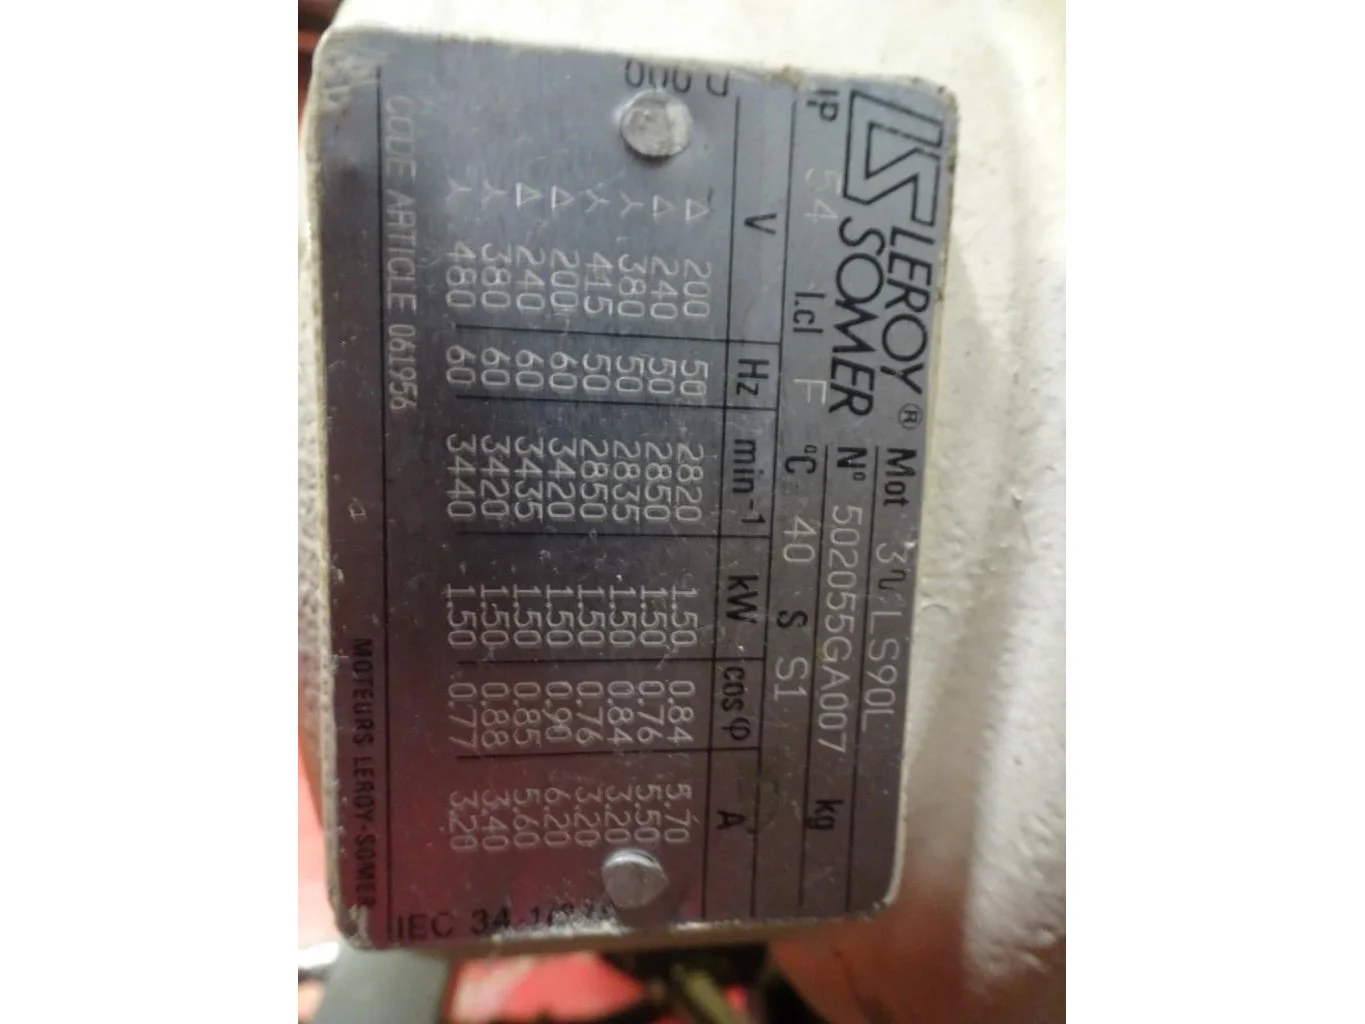 LEROY® Mot 3~ LS90L
SOMER N° 502055GA007 kg
IP 54 I.cl F °C 40 S S1
V Hz min-1 kW cosφ A
Δ 200 50 2820 1.50 0.84 5.70
Δ 240 50 2850 1.50 0.76 5.50
Y 380 50 2835 1.50 0.84 3.20
Y 415 50 2850 1.50 0.76 3.20
Δ 200 60 3420 1.50 0.90 6.20
Δ 240 60 3435 1.50 0.85 5.60
Y 380 60 3420 1.50 0.88 3.40
Y 480 60 3440 1.50 0.77 3.20
CODE ARTICLE 061956
IEC 34
MOTEURS LEROY-SOMER